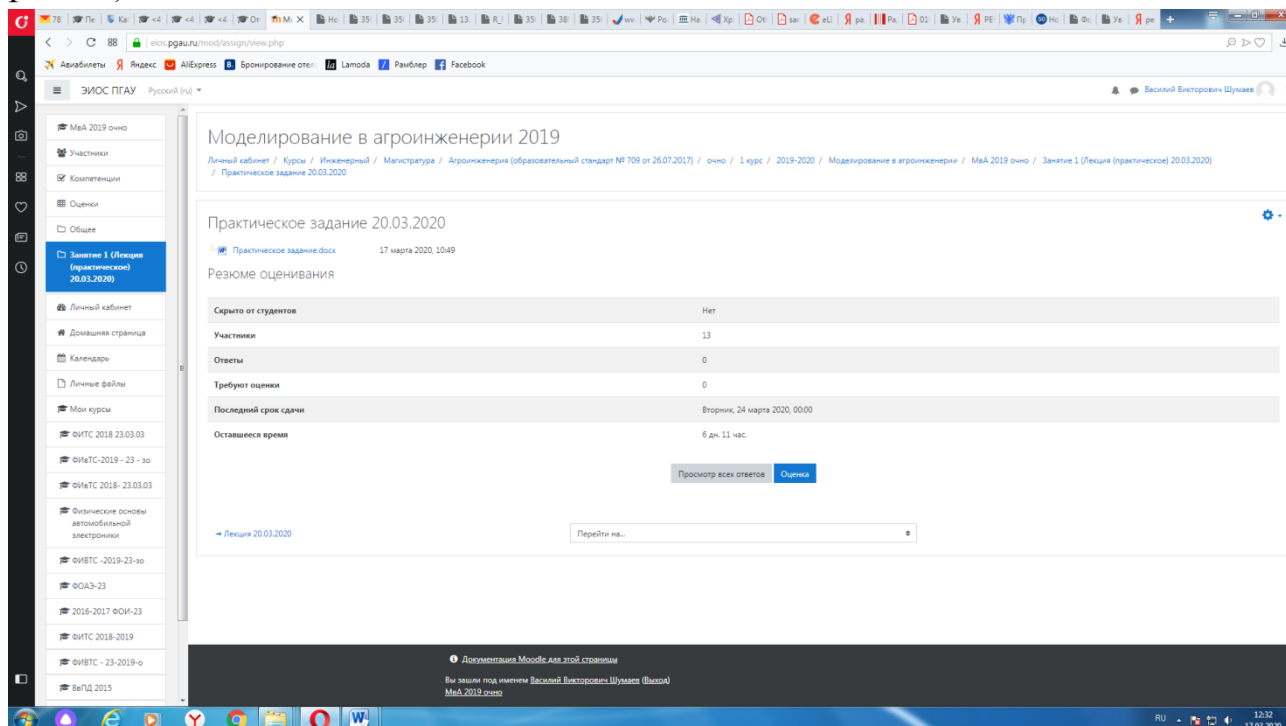 78
eios.pgau.ru/mod/assign/view.php
Авиабилеты Яндекс AliExpress Бронирование отел Lamoda Рамблер Facebook
ЭИОС ПГАУ Русский (ru)
Василий Викторович Шумаев
МвА 2019 очно
Участники
Компетенции
Оценки
Общее
Занятие 1 (Лекция
(практическое)
20.03.2020)
Личный кабинет
Домашняя страница
Календарь
Личные файлы
Мои курсы
ФИТС 2018 23.03.03
ФИвТС-2019 - 23 - зо
ФИвТС 2018- 23.03.03
Физические основы
автомобильной
электроники
ФИВТС -2019-23-зо
ФОАЭ-23
2016-2017 ФОИ-23
ФИТС 2018-2019
ФИВТС - 23-2019-о
ВвПД 2015
Моделирование в агроинженерии 2019
Личный кабинет / Курсы / Инженерный / Магистратура / Агроинженерия (образовательный стандарт № 709 от 26.07.2017) / очно / 1 курс / 2019-2020 / Моделирование в агроинженерии / МвА 2019 очно / Занятие 1 (Лекция (практическое) 20.03.2020)
/ Практическое задание 20.03.2020
Практическое задание 20.03.2020
Практическое задание.docx 17 марта 2020, 10:49
Резюме оценивания
Скрыто от студентов Нет
Участники 13
Ответы 0
Требуют оценки 0
Последний срок сдачи Вторник, 24 марта 2020, 00:00
Оставшееся время 6 дн. 11 час.
Просмотр всех ответов Оценка
Лекция 20.03.2020 Перейти на...
Документация Moodle для этой страницы
Вы зашли под именем Василий Викторович Шумаев (Выход)
МвА 2019 очно
RU 12:32
17.03.2020